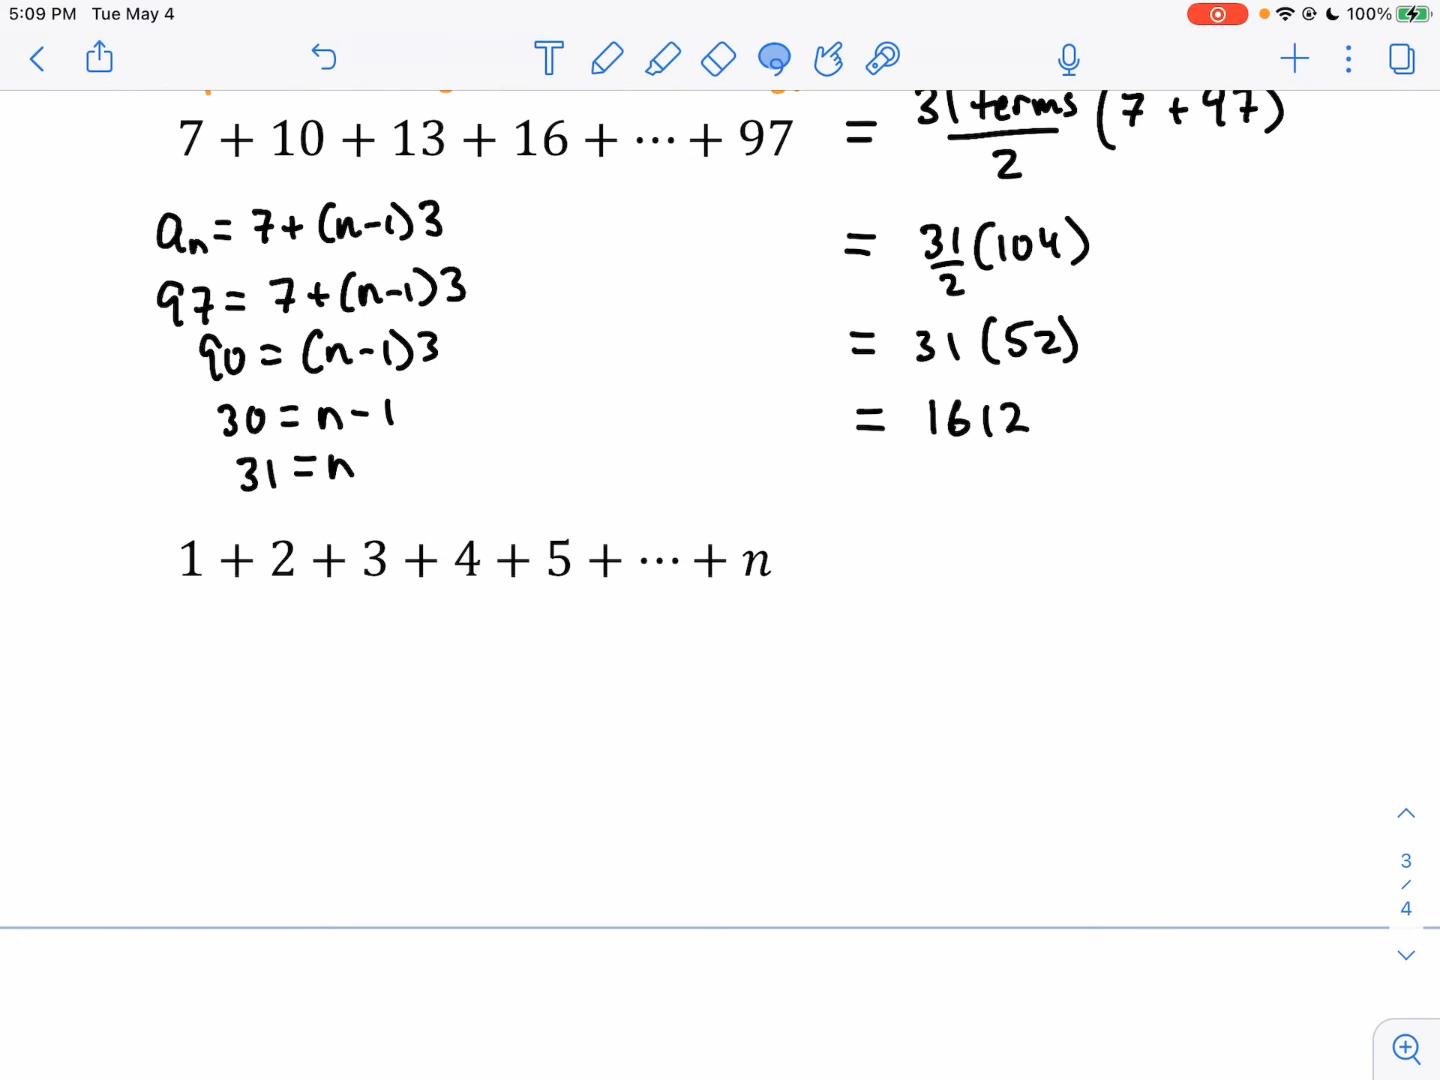 5:09 PM Tue May 4
100%
7 + 10 + 13 + 16 + ⋯ + 97 = 31 terms/2 (7 + 97)
aₙ = 7 + (n-1)3
= 31/2 (104)
97 = 7 + (n-1)3
90 = (n-1)3
= 31 (52)
30 = n - 1
= 1612
31 = n
1 + 2 + 3 + 4 + 5 + ⋯ + n
3
/
4